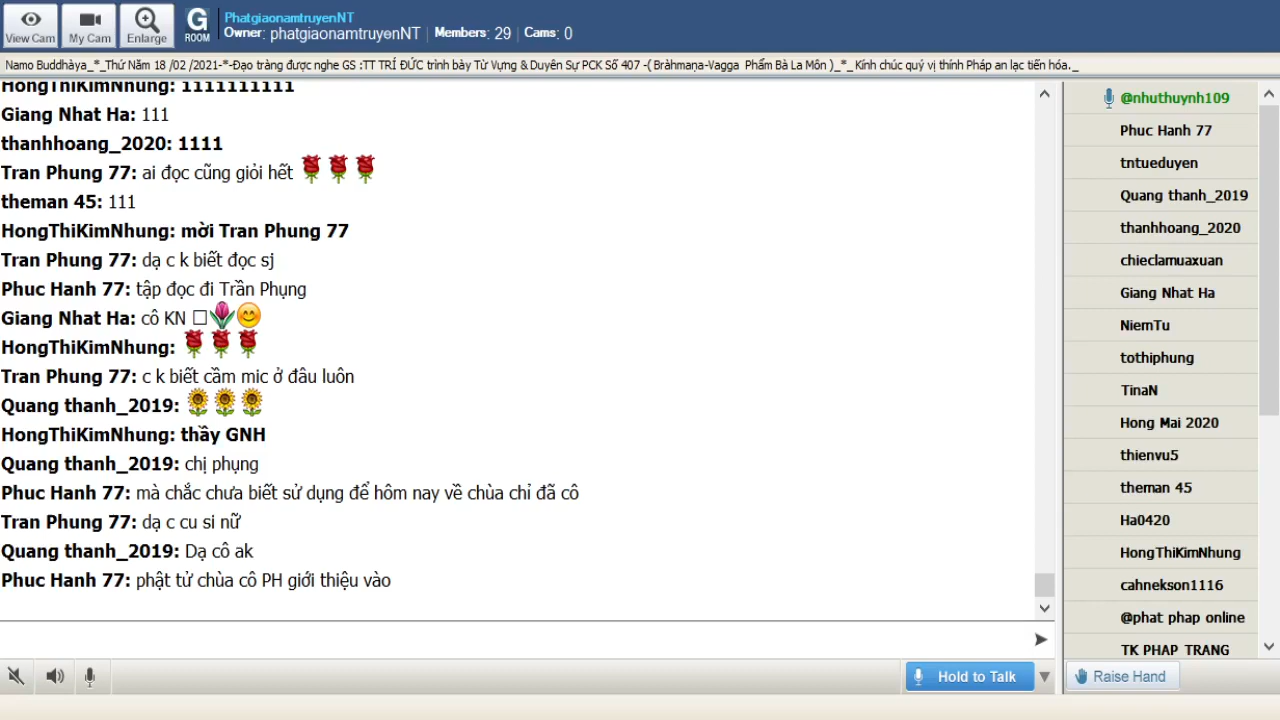 View Cam
My Cam
Enlarge
G
ROOM
PhatgiaonamtruyenNT
Owner: phatgiaonamtruyenNT | Members: 29 | Cams: 0
Namo Buddhàya_*_Thứ Năm 18 /02 /2021-*-Đạo tràng được nghe GS :TT TRÍ ĐỨC trình bày Từ Vựng & Duyên Sự PCK Số 407 -( Bràhmaṇa-Vagga Phẩm Bà La Môn )_*_ Kính chúc quý vị thính Pháp an lạc tiến hóa._
HongThiKimNhung: 1111111111
Giang Nhat Ha: 111
thanhhoang_2020: 1111
Tran Phung 77: ai đọc cũng giỏi hết 🌹🌹🌹
theman 45: 111
HongThiKimNhung: mời Tran Phung 77
Tran Phung 77: dạ c k biết đọc sj
Phuc Hanh 77: tập đọc đi Trần Phụng
Giang Nhat Ha: cô KN □🌷😊
HongThiKimNhung: 🌹🌹🌹
Tran Phung 77: c k biết cầm mic ở đâu luôn
Quang thanh_2019: 🌻🌻🌻
HongThiKimNhung: thầy GNH
Quang thanh_2019: chị phụng
Phuc Hanh 77: mà chắc chưa biết sử dụng để hôm nay về chùa chỉ đã cô
Tran Phung 77: dạ c cu si nữ
Quang thanh_2019: Dạ cô ak
Phuc Hanh 77: phật tử chùa cô PH giới thiệu vào
@nhuthuynh109
Phuc Hanh 77
tntueduyen
Quang thanh_2019
thanhhoang_2020
chieclamuaxuan
Giang Nhat Ha
NiemTu
tothiphung
TinaN
Hong Mai 2020
thienvu5
theman 45
Ha0420
HongThiKimNhung
cahnekson1116
@phat phap online
TK PHAP TRANG
Hold to Talk
Raise Hand